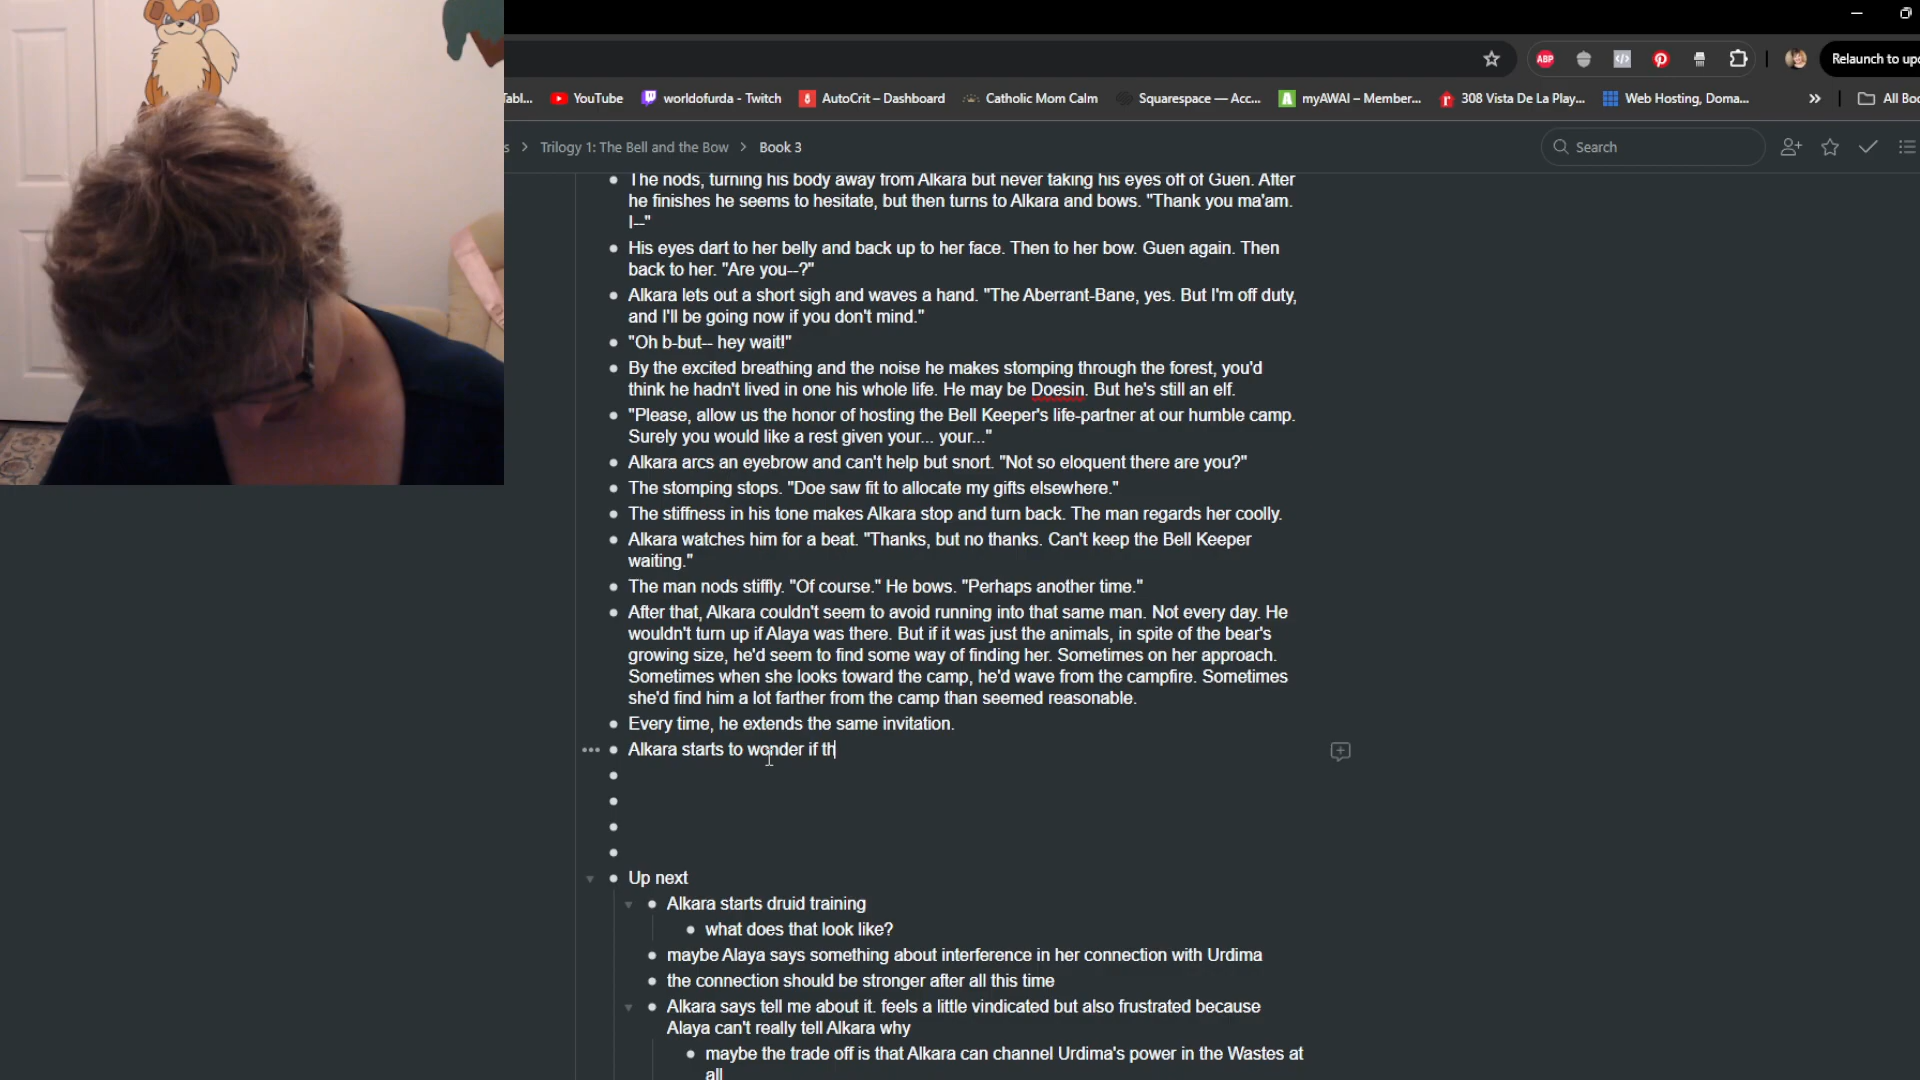 Relaunch to up
Tabl...
YouTube
worldofurda - Twitch
AutoCrit – Dashboard
Catholic Mom Calm
Squarespace — Acc...
myAWAI – Member...
308 Vista De La Play...
Web Hosting, Doma...
»
All Boo
ABP
s > Trilogy 1: The Bell and the Bow > Book 3
Search
The nods, turning his body away from Alkara but never taking his eyes off of Guen. After
he finishes he seems to hesitate, but then turns to Alkara and bows. "Thank you ma'am.
I--"
His eyes dart to her belly and back up to her face. Then to her bow. Guen again. Then
back to her. "Are you--?"
Alkara lets out a short sigh and waves a hand. "The Aberrant-Bane, yes. But I'm off duty,
and I'll be going now if you don't mind."
"Oh b-but-- hey wait!"
By the excited breathing and the noise he makes stomping through the forest, you'd
think he hadn't lived in one his whole life. He may be Doesin. But he's still an elf.
"Please, allow us the honor of hosting the Bell Keeper's life-partner at our humble camp.
Surely you would like a rest given your... your..."
Alkara arcs an eyebrow and can't help but snort. "Not so eloquent there are you?"
The stomping stops. "Doe saw fit to allocate my gifts elsewhere."
The stiffness in his tone makes Alkara stop and turn back. The man regards her coolly.
Alkara watches him for a beat. "Thanks, but no thanks. Can't keep the Bell Keeper
waiting."
The man nods stiffly. "Of course." He bows. "Perhaps another time."
After that, Alkara couldn't seem to avoid running into that same man. Not every day. He
wouldn't turn up if Alaya was there. But if it was just the animals, in spite of the bear's
growing size, he'd seem to find some way of finding her. Sometimes on her approach.
Sometimes when she looks toward the camp, he'd wave from the campfire. Sometimes
she'd find him a lot farther from the camp than seemed reasonable.
Every time, he extends the same invitation.
Alkara starts to wonder if th
Up next
Alkara starts druid training
what does that look like?
maybe Alaya says something about interference in her connection with Urdima
the connection should be stronger after all this time
Alkara says tell me about it. feels a little vindicated but also frustrated because
Alaya can't really tell Alkara why
maybe the trade off is that Alkara can channel Urdima's power in the Wastes at
all